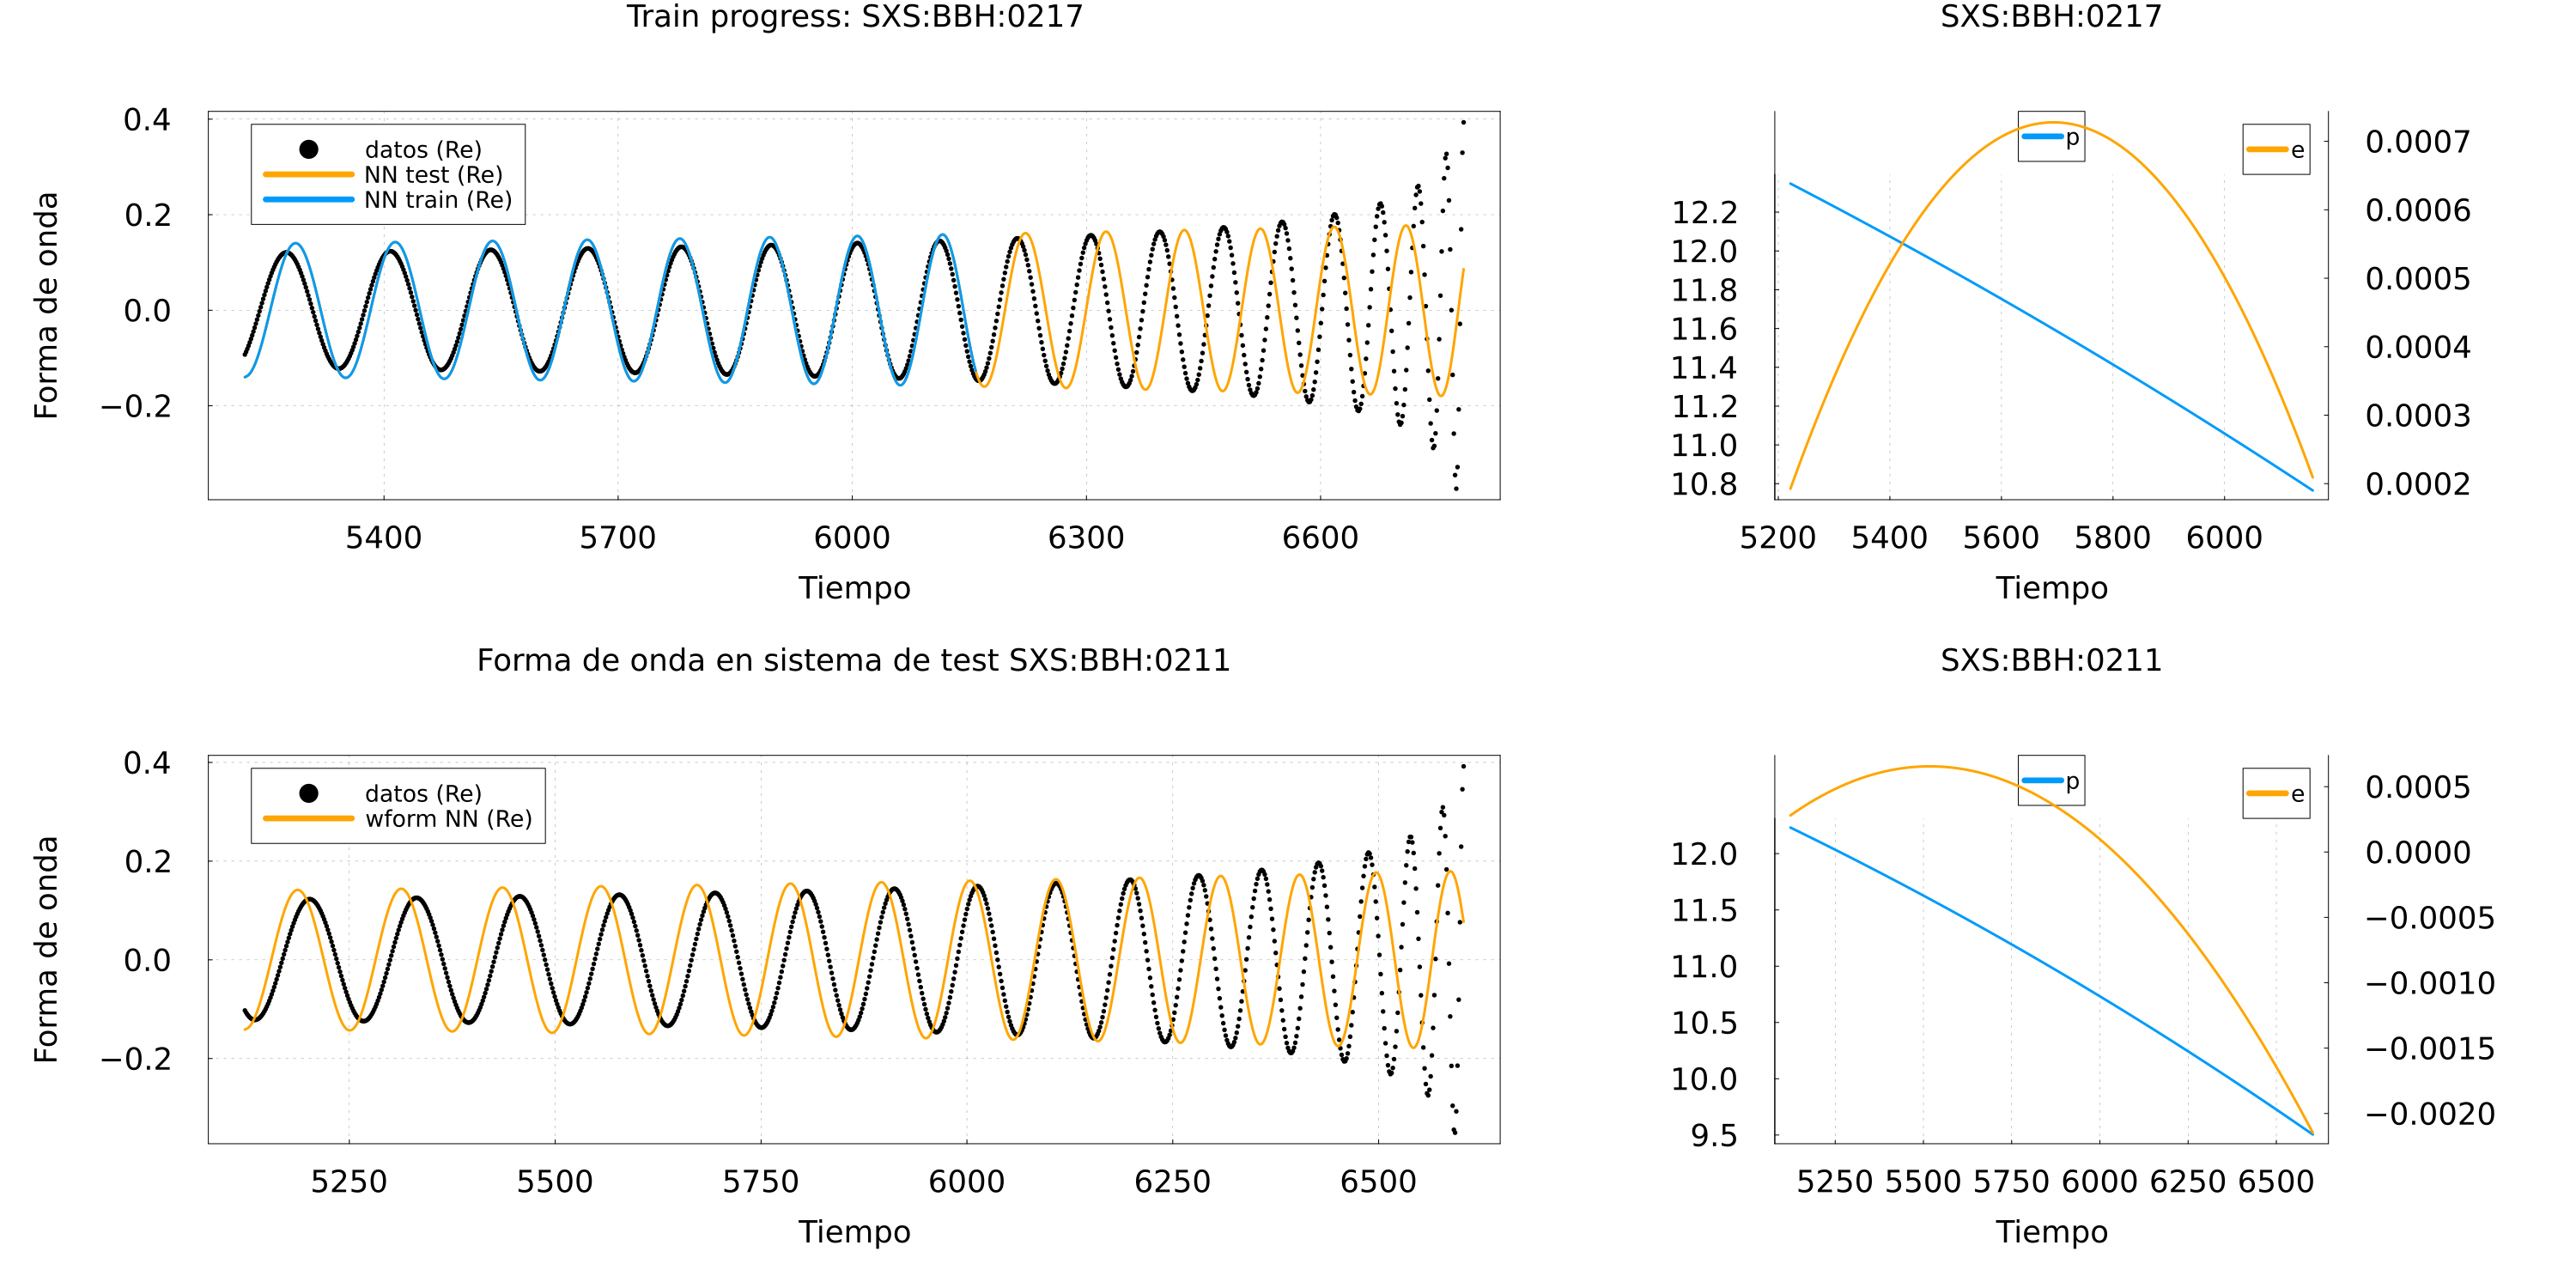 Train progress: SXS:BBH:0217
Forma de onda
0.4
0.2
0.0
−0.2
datos (Re)
NN test (Re)
NN train (Re)
5400 5700 6000 6300 6600
Tiempo
SXS:BBH:0217
12.2
12.0
11.8
11.6
11.4
11.2
11.0
10.8
p
e
0.0007
0.0006
0.0005
0.0004
0.0003
0.0002
5200 5400 5600 5800 6000
Tiempo
Forma de onda en sistema de test SXS:BBH:0211
Forma de onda
0.4
0.2
0.0
−0.2
datos (Re)
wform NN (Re)
5250 5500 5750 6000 6250 6500
Tiempo
SXS:BBH:0211
12.0
11.5
11.0
10.5
10.0
9.5
p
e
0.0005
0.0000
−0.0005
−0.0010
−0.0015
−0.0020
5250 5500 5750 6000 6250 6500
Tiempo